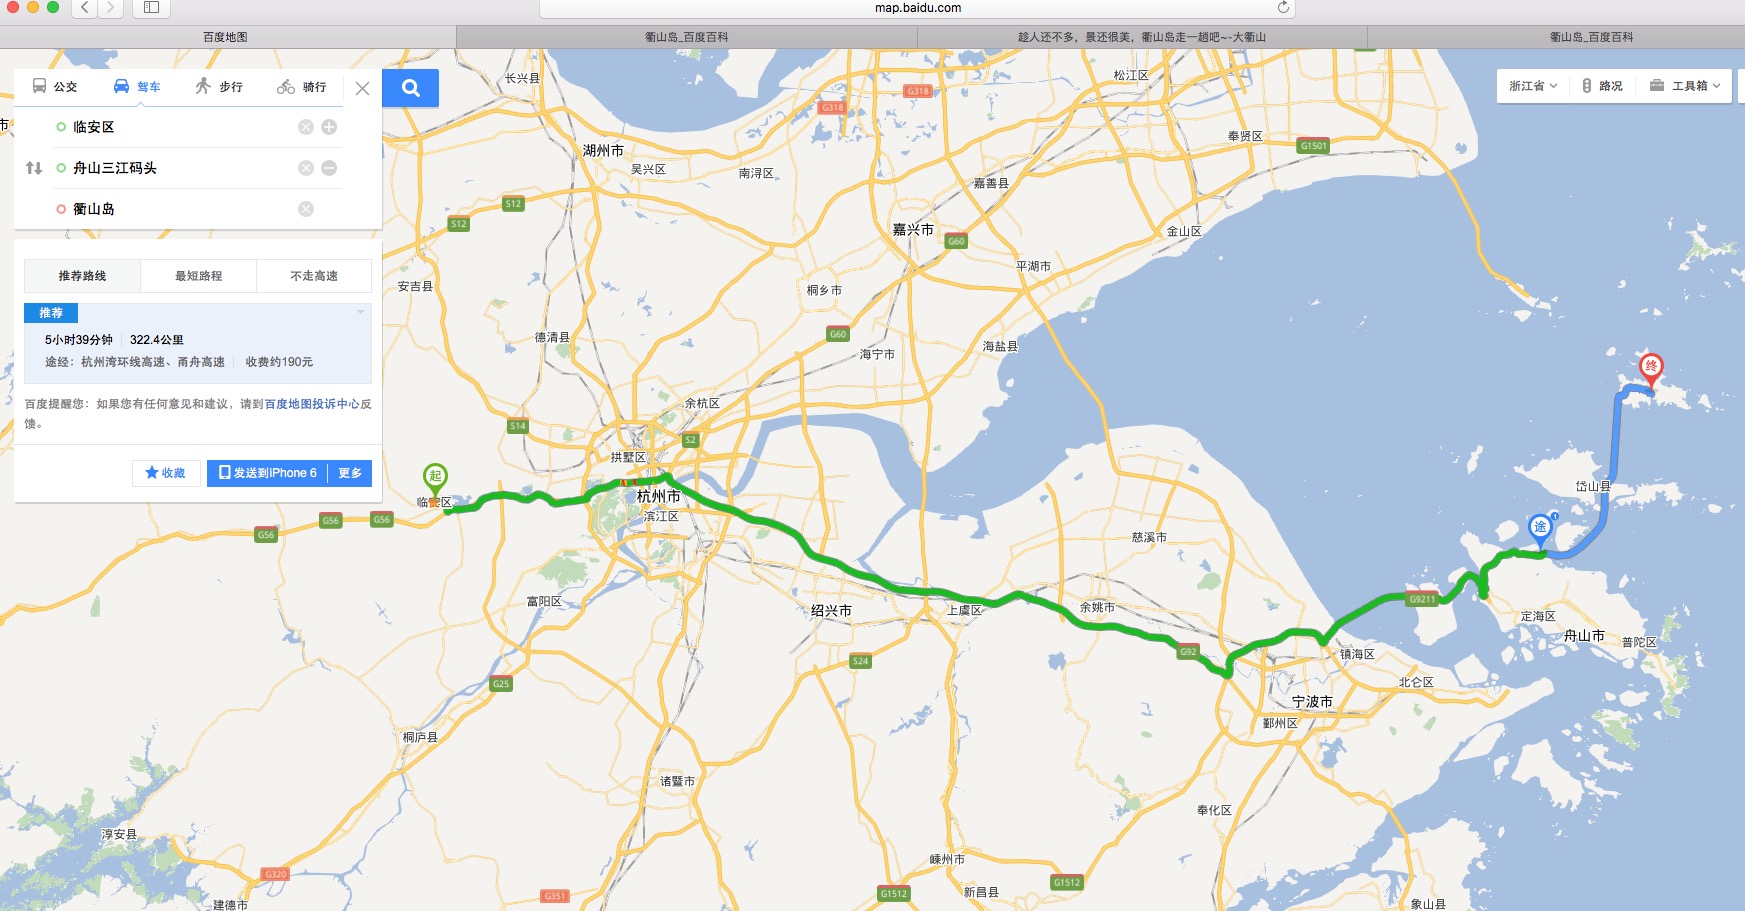 map.baidu.com
百度地图
衢山岛_百度百科
趁人还不多，景还很美，衢山岛走一趟吧~-大衢山
衢山岛_百度百科
公交
驾车
步行
骑行
临安区
舟山三江码头
衢山岛
推荐路线
最短路程
不走高速
推荐
5小时39分钟
322.4公里
途经：杭州湾环线高速、甬舟高速
收费约190元
百度提醒您：如果您有任何意见和建议，请到百度地图投诉中心反
馈。
收藏
发送到iPhone 6
更多
浙江省
路况
工具箱
长兴县
松江区
G318
G318
市
奉贤区
G1501
湖州市
吴兴区
南浔区
嘉善县
S12
S12
嘉兴市
G60
金山区
平湖市
安吉县
桐乡市
德清县
G60
海宁市
海盐县
终
余杭区
S14
S2
拱墅区
起
临安区
杭州市
滨江区
岱山县
G56
G56
G56
途
1
慈溪市
富阳区
绍兴市
上虞区
余姚市
G9211
定海区
舟山市
普陀区
G92
镇海区
S24
G25
北仑区
宁波市
鄞州区
桐庐县
诸暨市
奉化区
淳安县
嵊州市
G320
G351
G1512
新昌县
G1512
建德市
象山县